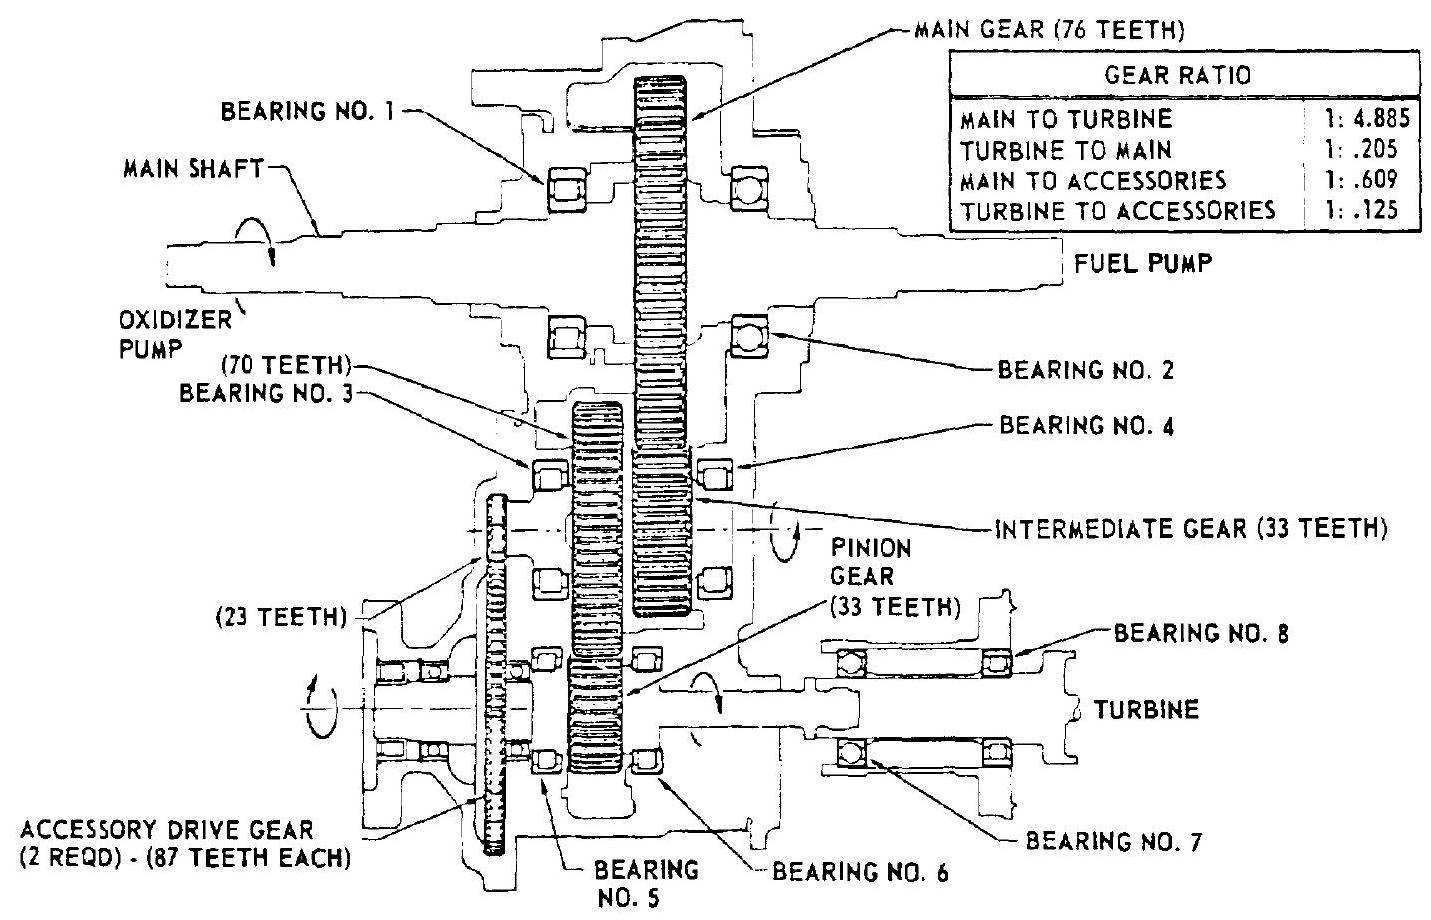 MAIN GEAR (76 TEETH)
GEAR RATIO
MAIN TO TURBINE 1: 4.885
TURBINE TO MAIN 1: .205
MAIN TO ACCESSORIES 1: .609
TURBINE TO ACCESSORIES 1: .125
BEARING NO. 1
MAIN SHAFT
FUEL PUMP
OXIDIZER
PUMP
(70 TEETH)
BEARING NO. 3
BEARING NO. 2
BEARING NO. 4
INTERMEDIATE GEAR (33 TEETH)
PINION
GEAR
(33 TEETH)
(23 TEETH)
BEARING NO. 8
TURBINE
ACCESSORY DRIVE GEAR
(2 REQD) - (87 TEETH EACH)
BEARING NO. 7
BEARING
NO. 5
BEARING NO. 6